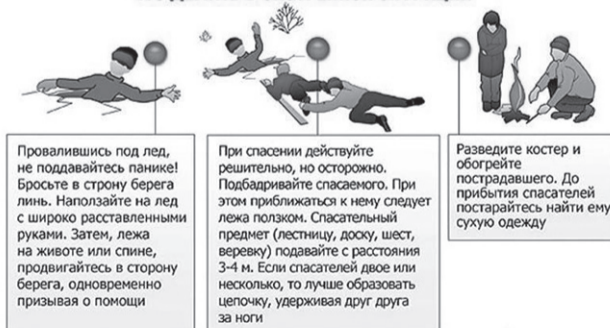 Провалившись под лед,
не поддавайтесь панике!
Бросьте в строну берега
линь. Наползайте на лед
с широко расставленными
руками. Затем, лежа
на животе или спине,
продвигайтесь в сторону
берега, одновременно
призывая о помощи
При спасении действуйте
решительно, но осторожно.
Подбадривайте спасаемого. При
этом приближаться к нему следует
лежа ползком. Спасательный
предмет (лестницу, доску, шест,
веревку) подавайте с расстояния
3-4 м. Если спасателей двое или
несколько, то лучше образовать
цепочку, удерживая друг друга
за ноги
Разведите костер и
обогрейте
пострадавшего. До
прибытия спасателей
постарайтесь найти ему
сухую одежду